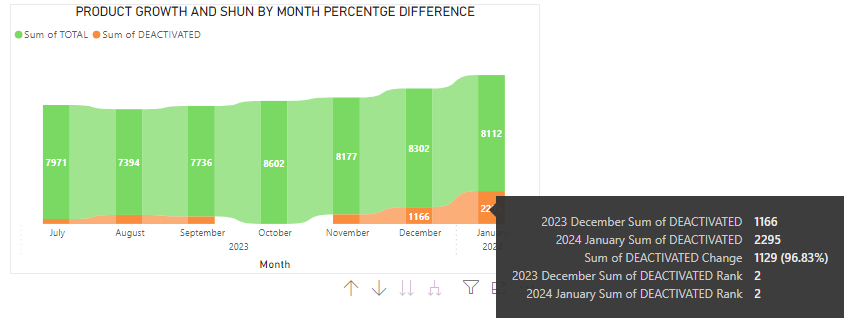 PRODUCT GROWTH AND SHUN BY MONTH PERCENTGE DIFFERENCE
Sum of TOTAL Sum of DEACTIVATED
7971 7394 7736 8602 8177 8302 8112
1166
July August September October November December
2023
Month
2023 December Sum of DEACTIVATED 1166
2024 January Sum of DEACTIVATED 2295
Sum of DEACTIVATED Change 1129 (96.83%)
2023 December Sum of DEACTIVATED Rank 2
2024 January Sum of DEACTIVATED Rank 2